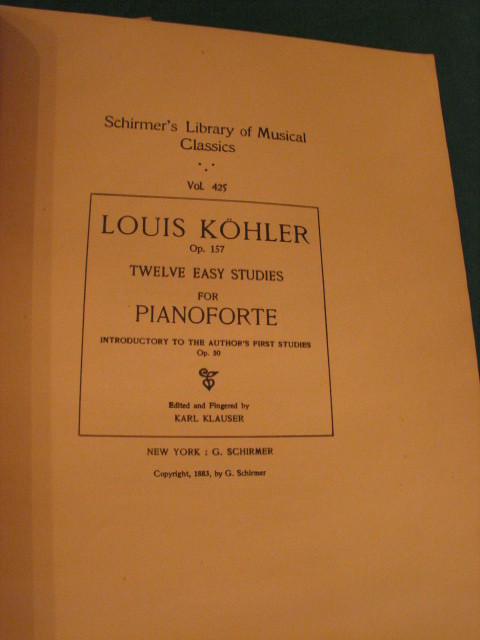 Schirmer's Library of Musical
Classics
Vol. 425
LOUIS KÖHLER
Op. 157
TWELVE EASY STUDIES
FOR
PIANOFORTE
INTRODUCTORY TO THE AUTHOR'S FIRST STUDIES
Op. 50
Edited and Fingered by
KARL KLAUSER
NEW YORK : G. SCHIRMER
Copyright, 1883, by G. Schirmer